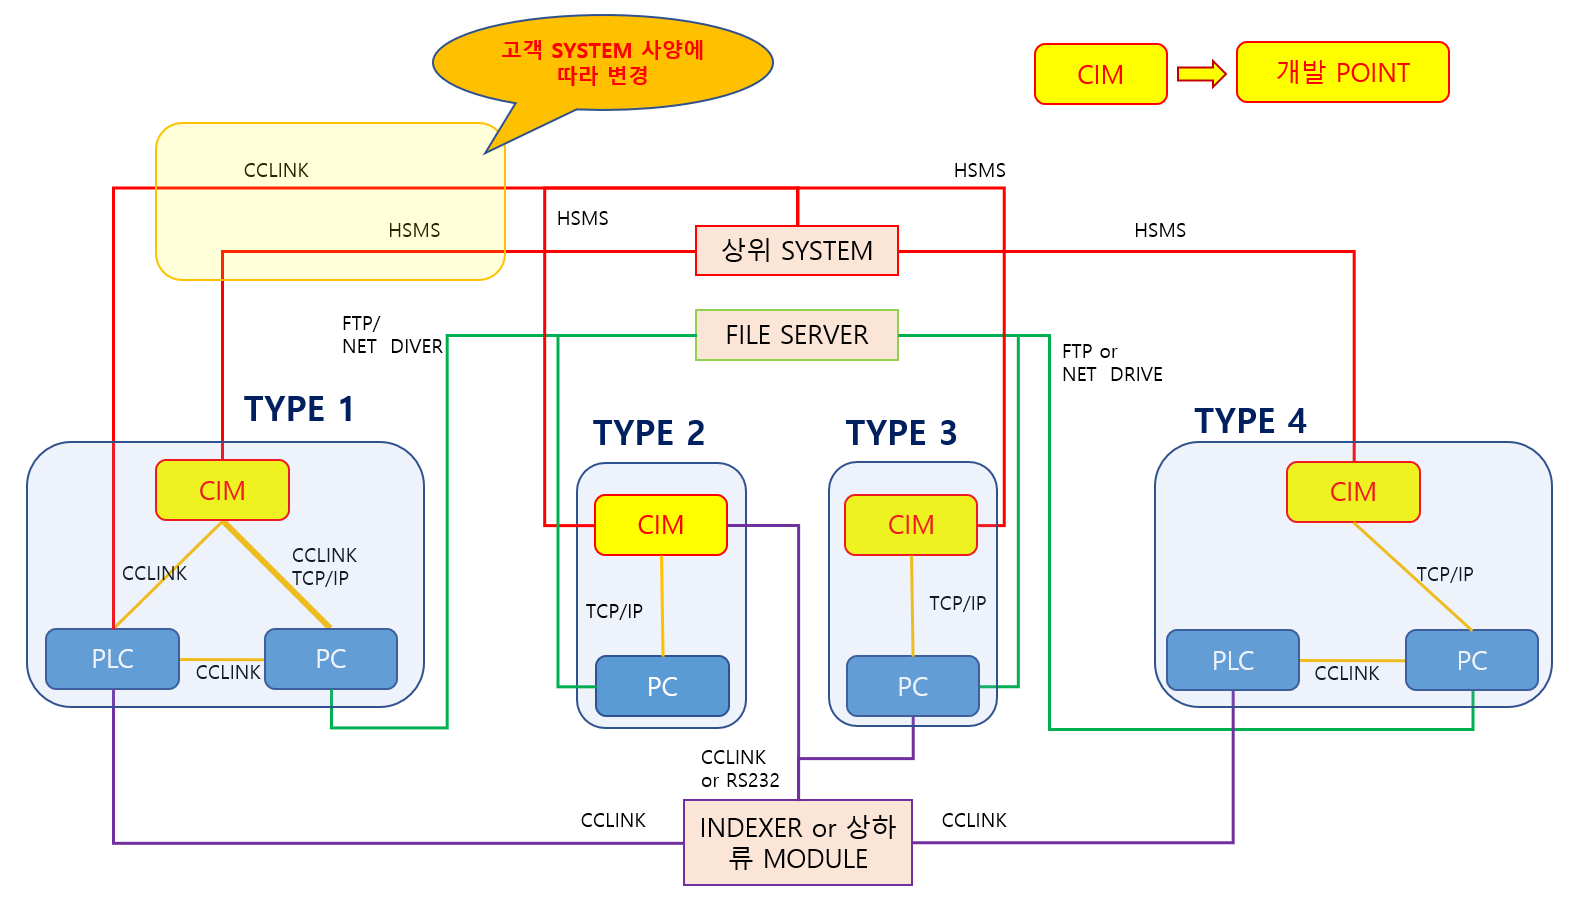 고객 SYSTEM 사양에
따라 변경
CIM
개발 POINT
CCLINK
HSMS
HSMS
HSMS
HSMS
상위 SYSTEM
FILE SERVER
FTP/
NET DIVER
FTP or
NET DRIVE
TYPE 1
TYPE 2
TYPE 3
TYPE 4
CIM
CCLINK
CCLINK
TCP/IP
PLC
CCLINK
PC
CIM
TCP/IP
PC
CIM
TCP/IP
PC
CIM
TCP/IP
PLC
CCLINK
PC
CCLINK
or RS232
CCLINK
CCLINK
INDEXER or 상하
류 MODULE